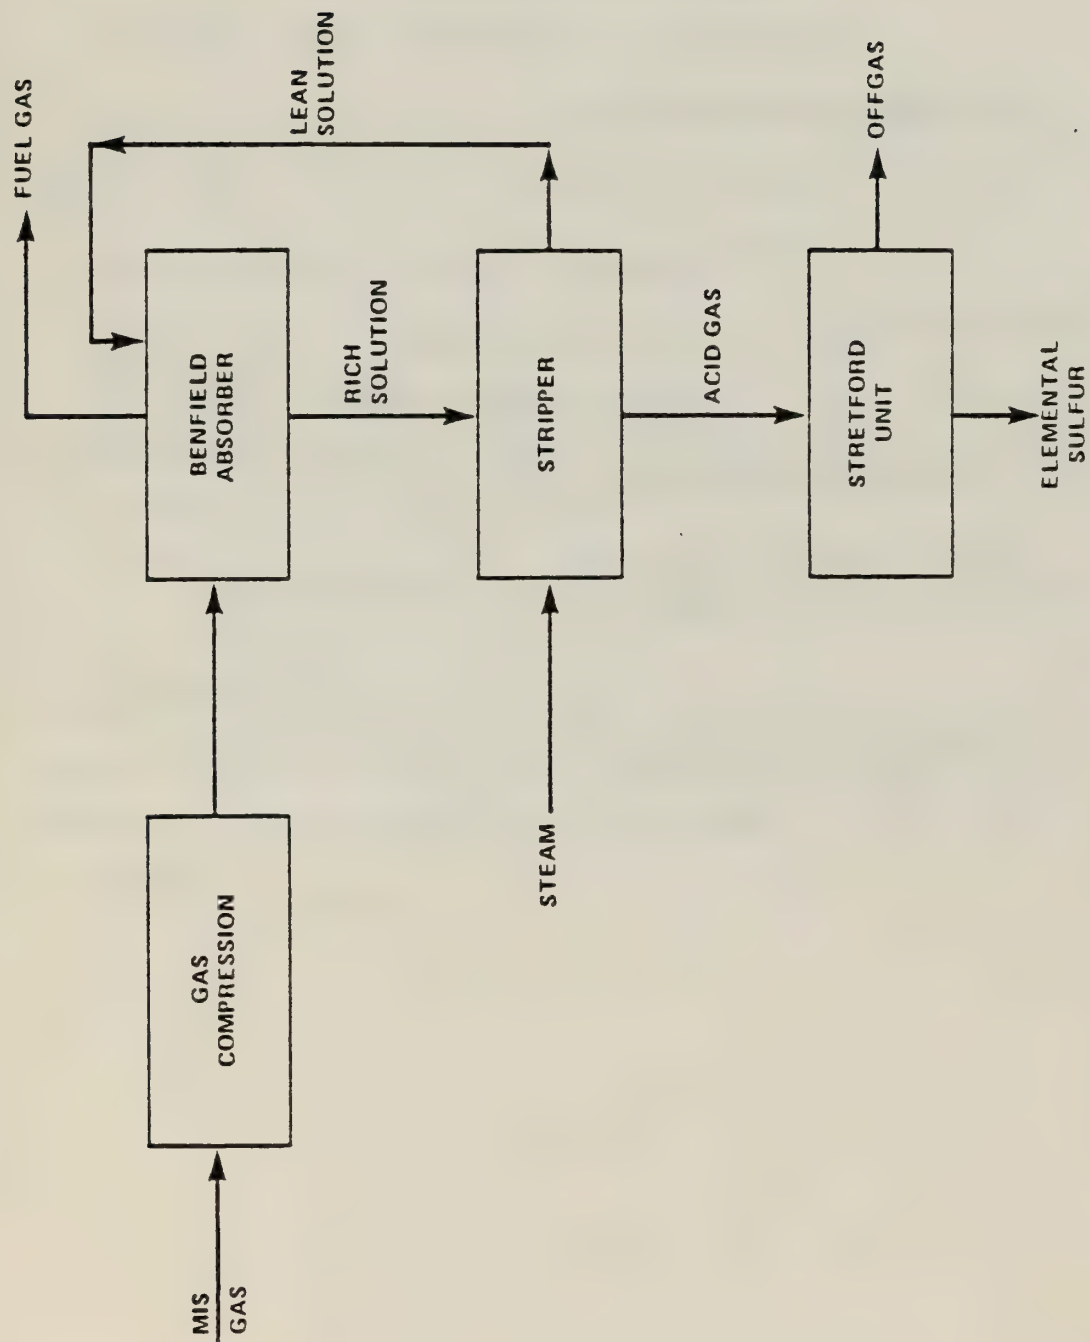 MIS
GAS
GAS
COMPRESSION
BENFIELD
ABSORBER
FUEL GAS
LEAN
SOLUTION
RICH
SOLUTION
STEAM
STRIPPER
ACID GAS
STRETFORD
UNIT
OFFGAS
ELEMENTAL
SULFUR